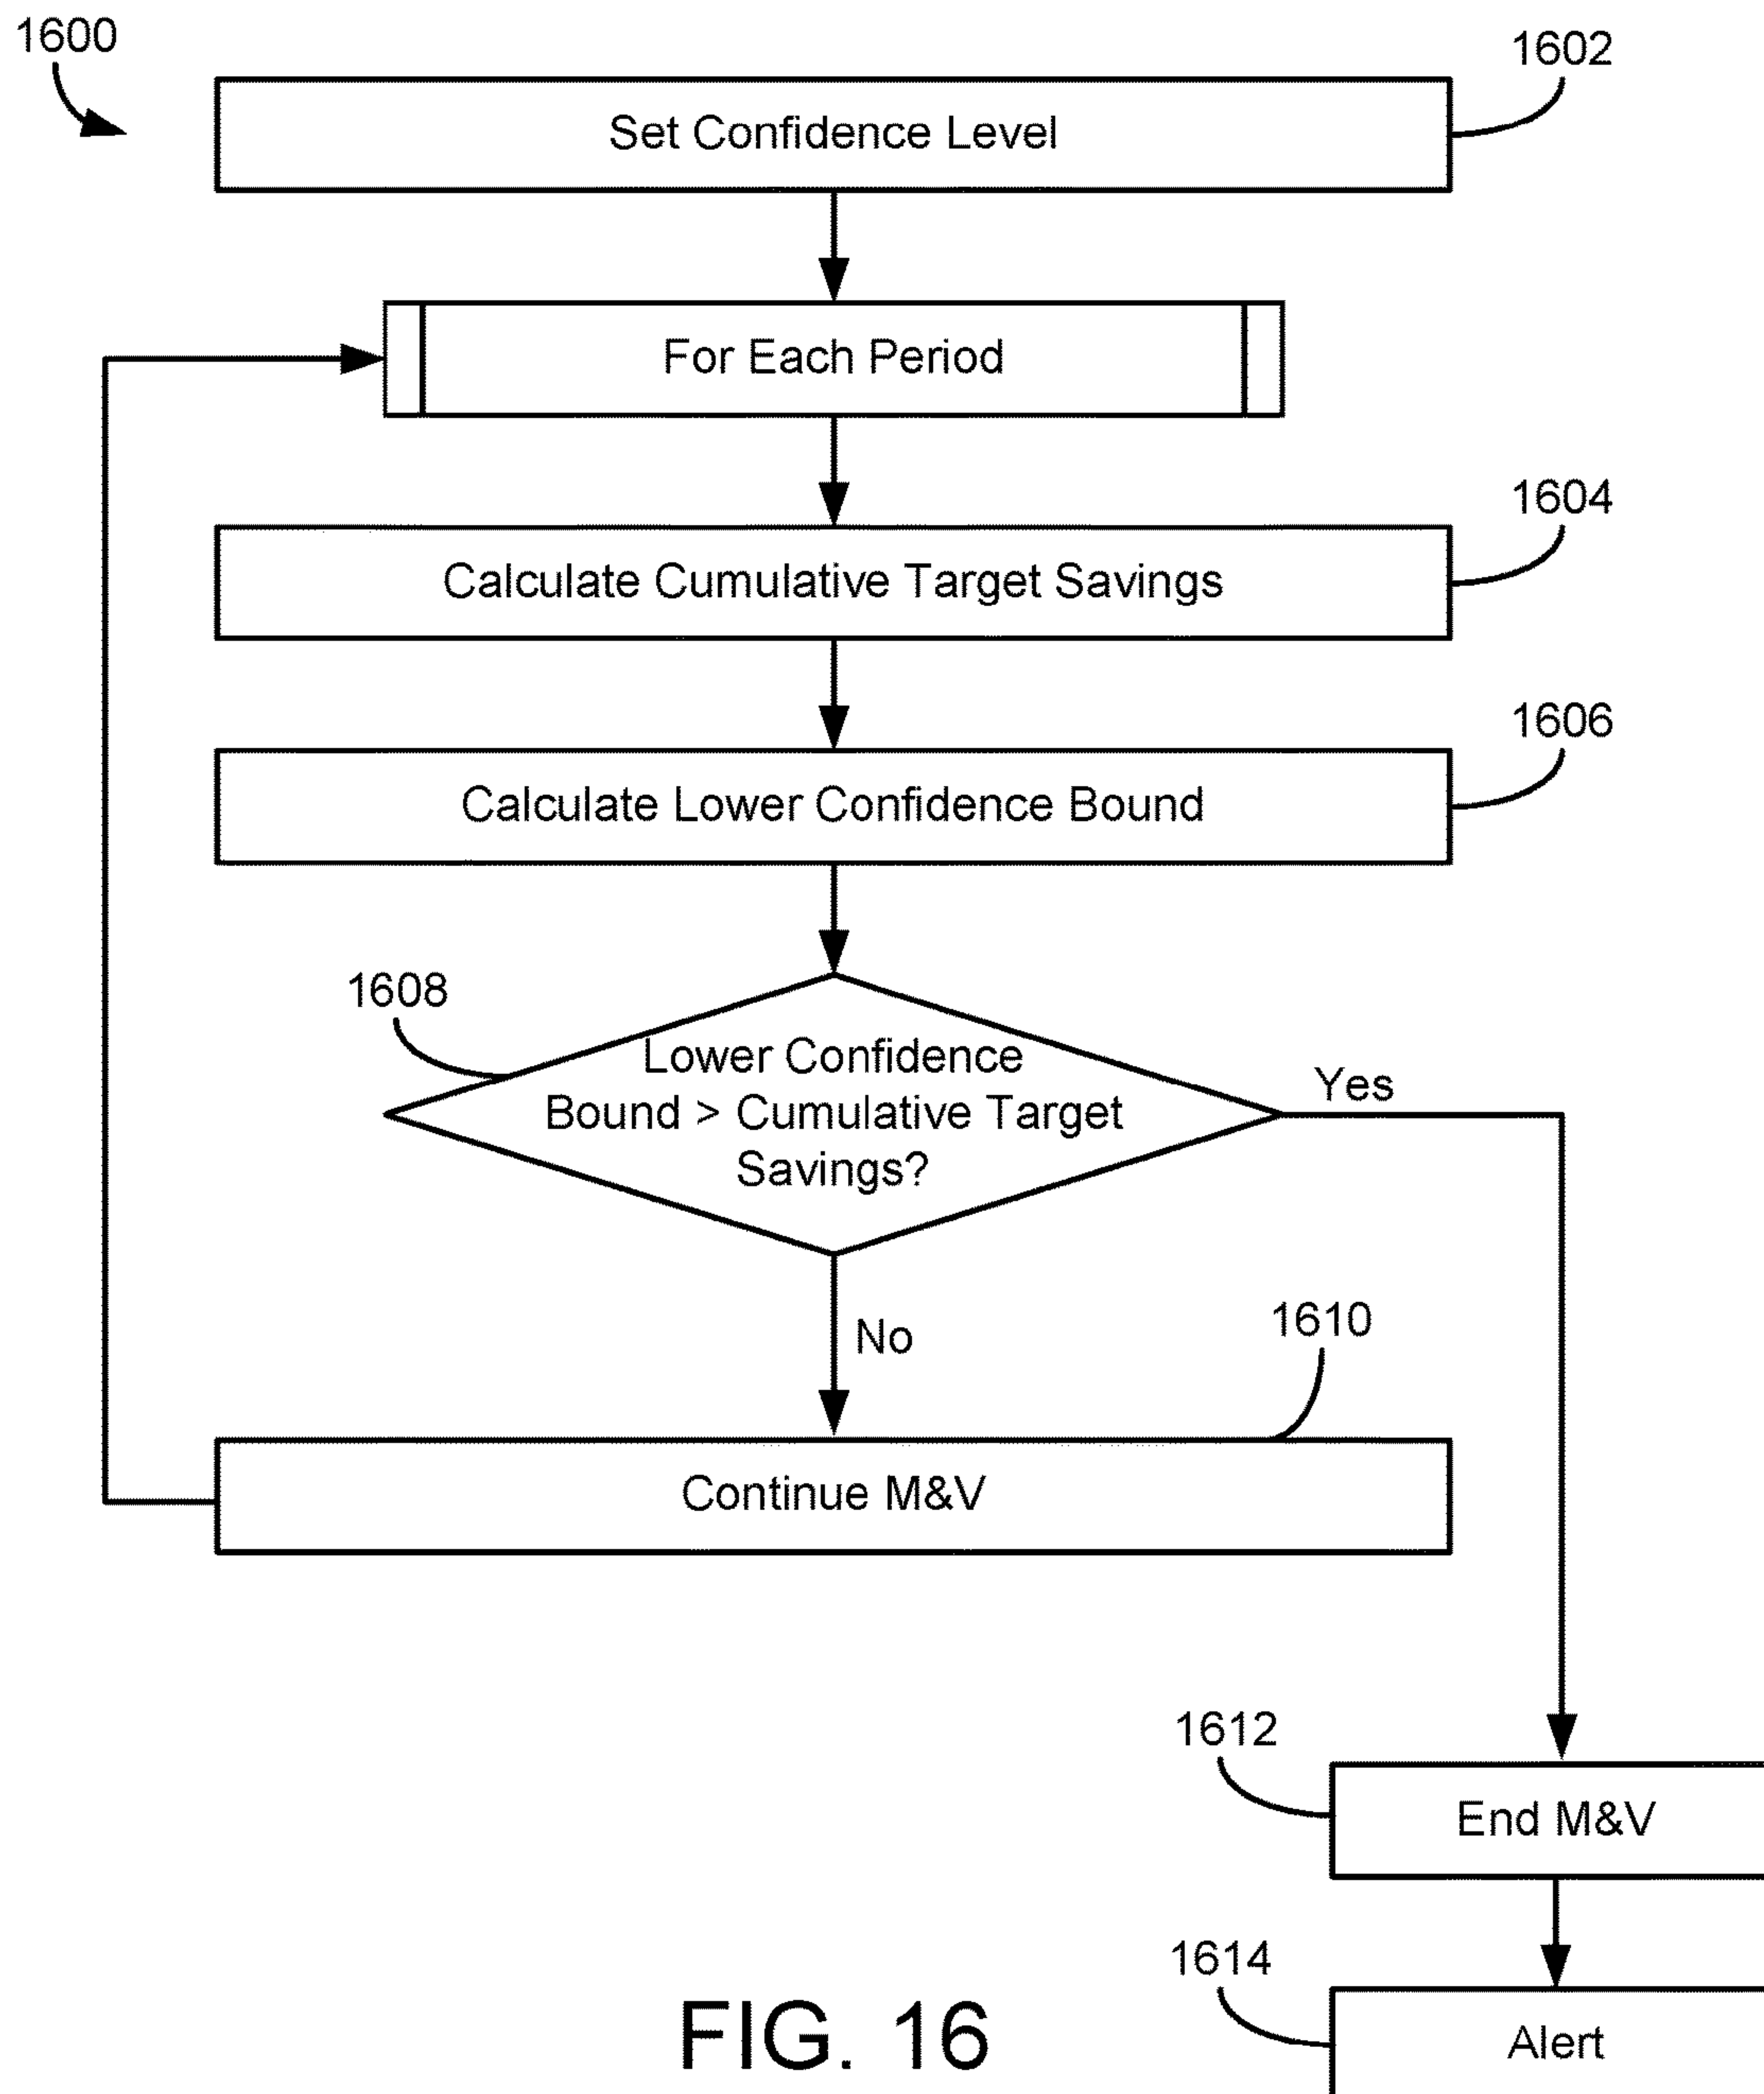 1600
1602
Set Confidence Level
For Each Period
1604
Calculate Cumulative Target Savings
1606
Calculate Lower Confidence Bound
1608
Lower Confidence
Bound > Cumulative Target
Savings?
Yes
No
1610
Continue M&V
1612
End M&V
1614
Alert
FIG. 16